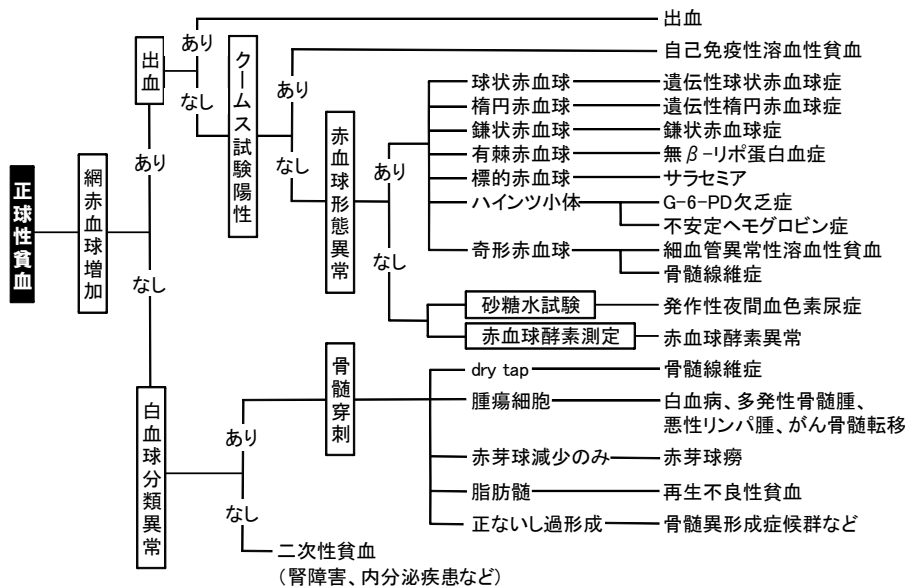 正球性貧血
網赤血球増加
あり
なし
出血
あり
なし
出血
クームス試験陽性
あり
なし
自己免疫性溶血性貧血
赤血球形態異常
あり
なし
球状赤血球 遺伝性球状赤血球症
楕円赤血球 遺伝性楕円赤血球症
鎌状赤血球 鎌状赤血球症
有棘赤血球 無β-リポ蛋白血症
標的赤血球 サラセミア
ハインツ小体 G-6-PD欠乏症
不安定ヘモグロビン症
奇形赤血球 細血管異常性溶血性貧血
骨髄線維症
砂糖水試験 発作性夜間血色素尿症
赤血球酵素測定 赤血球酵素異常
白血球分類異常
あり
なし
骨髄穿刺
dry tap 骨髄線維症
腫瘍細胞 白血病、多発性骨髄腫、
悪性リンパ腫、がん骨髄転移
赤芽球減少のみ 赤芽球癆
脂肪髄 再生不良性貧血
正ないし過形成 骨髄異形成症候群など
二次性貧血
（腎障害、内分泌疾患など）